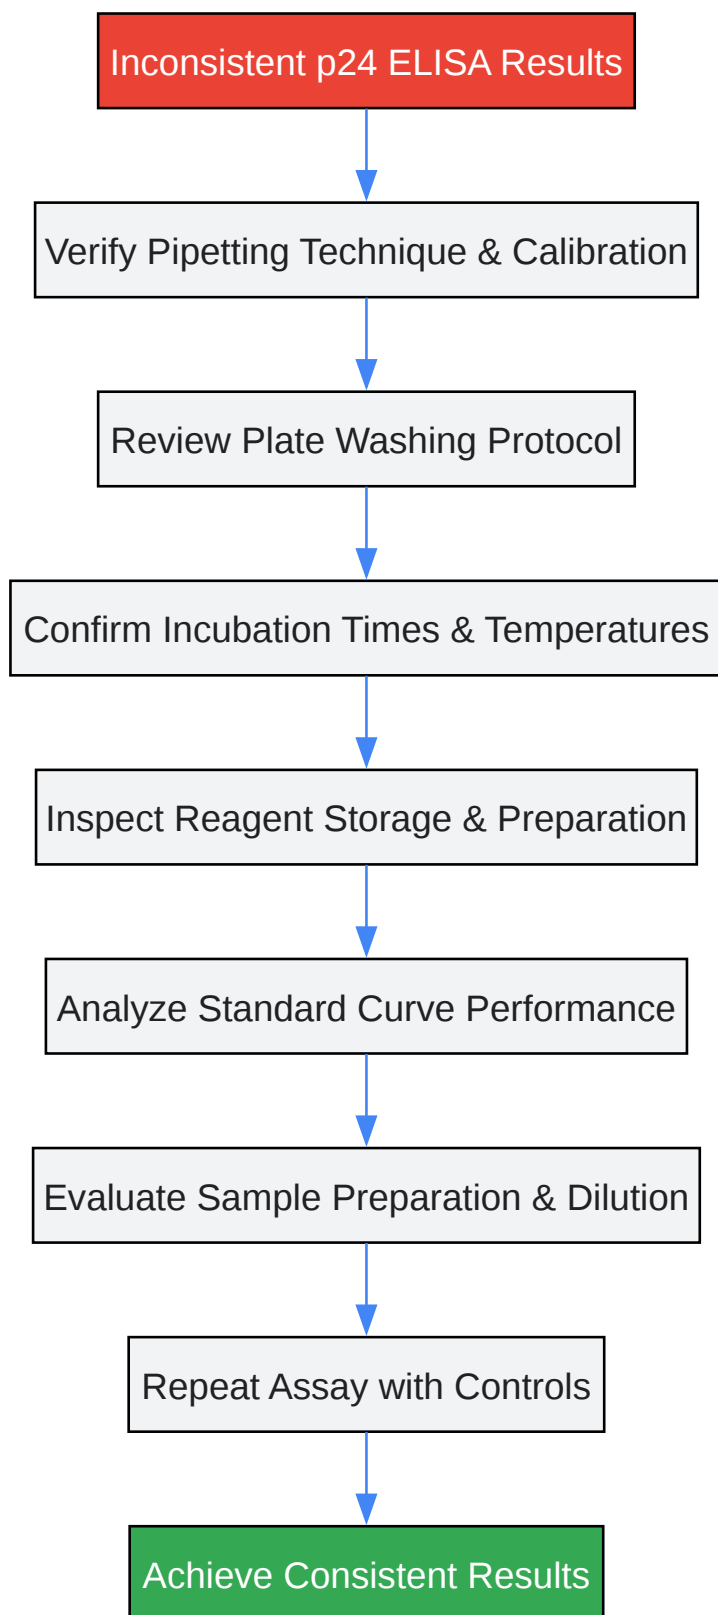 Inconsistent p24 ELISA Results
Verify Pipetting Technique & Calibration
Review Plate Washing Protocol
Confirm Incubation Times & Temperatures
Inspect Reagent Storage & Preparation
Analyze Standard Curve Performance
Evaluate Sample Preparation & Dilution
Repeat Assay with Controls
Achieve Consistent Results